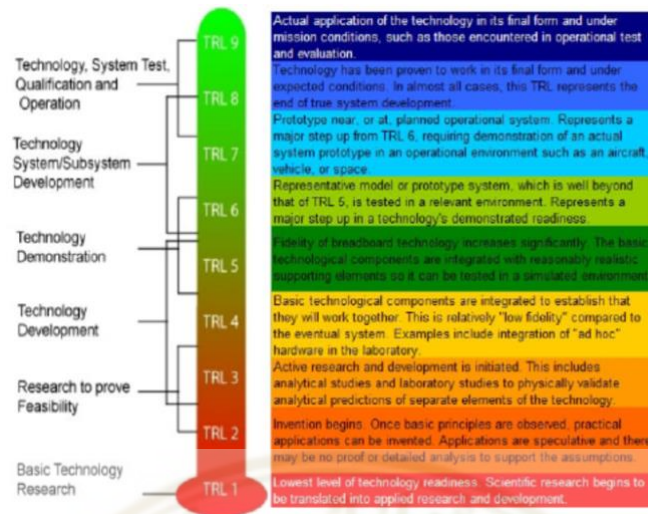 Technology, System Test,
Qualification and
Operation
Technology
System/Subsystem
Development
Technology
Demonstration
Technology
Development
Research to prove
Feasibility
Basic Technology
Research
TRL 9
TRL 8
TRL 7
TRL 6
TRL 5
TRL 4
TRL 3
TRL 2
TRL 1
Actual application of the technology in its final form and under
mission conditions, such as those encountered in operational test
and evaluation.
Technology has been proven to work in its final form and under
expected conditions. In almost all cases, this TRL represents the
end of true system development.
Prototype near, or at, planned operational system. Represents a
major step up from TRL 6, requiring demonstration of an actual
system prototype in an operational environment such as an aircraft,
vehicle, or space.
Representative model or prototype system, which is well beyond
that of TRL 5, is tested in a relevant environment. Represents a
major step up in a technology's demonstrated readiness.
Fidelity of breadboard technology increases significantly. The basic
technological components are integrated with reasonably realistic
supporting elements so it can be tested in a simulated environment
Basic technological components are integrated to establish that
they will work together. This is relatively "low fidelity" compared to
the eventual system. Examples include integration of "ad hoc"
hardware in the laboratory.
Active research and development is initiated. This includes
analytical studies and laboratory studies to physically validate
analytical predictions of separate elements of the technology.
Invention begins. Once basic principles are observed, practical
applications can be invented. Applications are speculative and there
may be no proof or detailed analysis to support the assumptions.
Lowest level of technology readiness. Scientific research begins to
be translated into applied research and development.